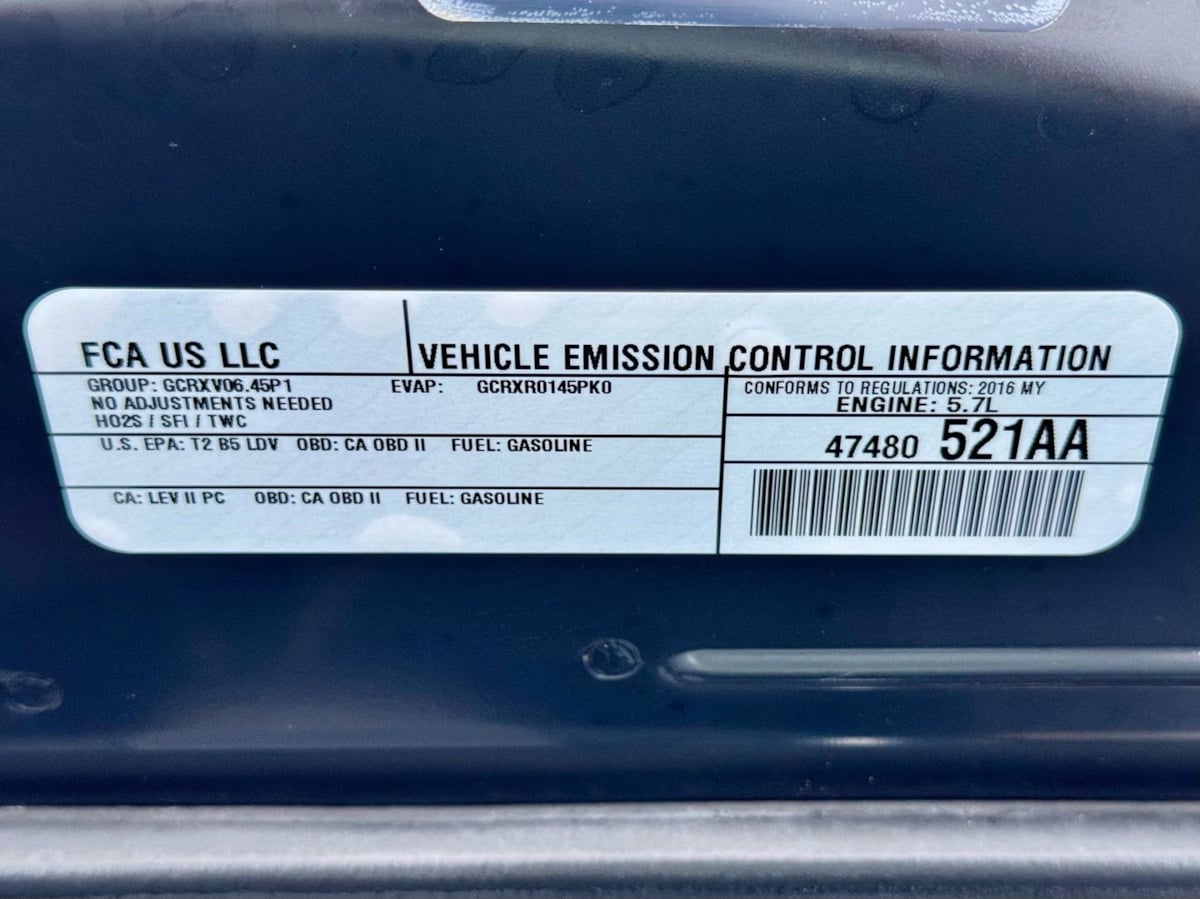 FCA US LLC
VEHICLE EMISSION CONTROL INFORMATION
GROUP: GCRXV06.45P1 EVAP: GCRXR0145PK0
NO ADJUSTMENTS NEEDED
HO2S / SFI / TWC
CONFORMS TO REGULATIONS: 2016 MY
ENGINE: 5.7L
U.S. EPA: T2 B5 LDV OBD: CA OBD II FUEL: GASOLINE
47480 521AA
CA: LEV II PC OBD: CA OBD II FUEL: GASOLINE